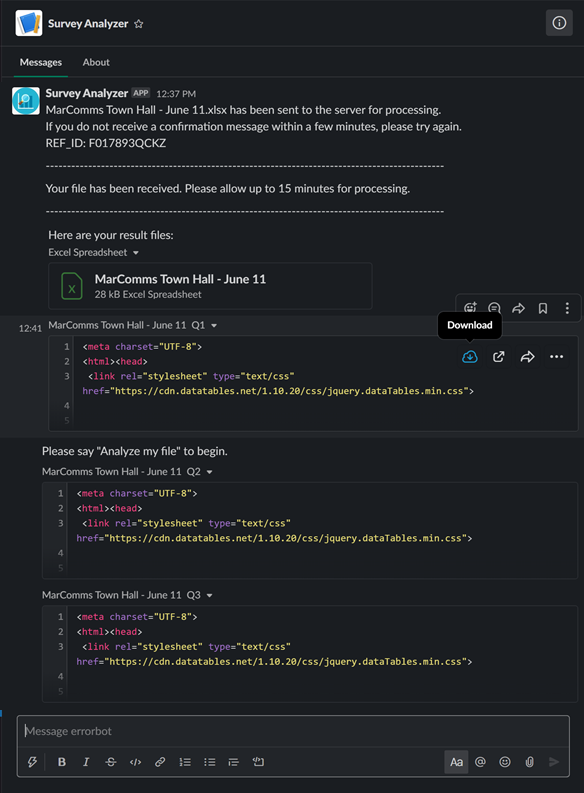 Survey Analyzer
Messages About
Survey Analyzer APP 12:37 PM
MarComms Town Hall - June 11.xlsx has been sent to the server for processing.
If you do not receive a confirmation message within a few minutes, please try again.
REF_ID: F017893QCKZ
--------------------------------------------------------------------------------------------
Your file has been received. Please allow up to 15 minutes for processing.
--------------------------------------------------------------------------------------------
Here are your result files:
Excel Spreadsheet
MarComms Town Hall - June 11
28 kB Excel Spreadsheet
Download
12:41 MarComms Town Hall - June 11 Q1
1 <meta charset="UTF-8">
2 <html><head>
3 <link rel="stylesheet" type="text/css"
href="https://cdn.datatables.net/1.10.20/css/jquery.dataTables.min.css">
4
5
Please say "Analyze my file" to begin.
MarComms Town Hall - June 11 Q2
1 <meta charset="UTF-8">
2 <html><head>
3 <link rel="stylesheet" type="text/css"
href="https://cdn.datatables.net/1.10.20/css/jquery.dataTables.min.css">
4
5
MarComms Town Hall - June 11 Q3
1 <meta charset="UTF-8">
2 <html><head>
3 <link rel="stylesheet" type="text/css"
href="https://cdn.datatables.net/1.10.20/css/jquery.dataTables.min.css">
4
5
Message errorbot
B I S </> Aa @